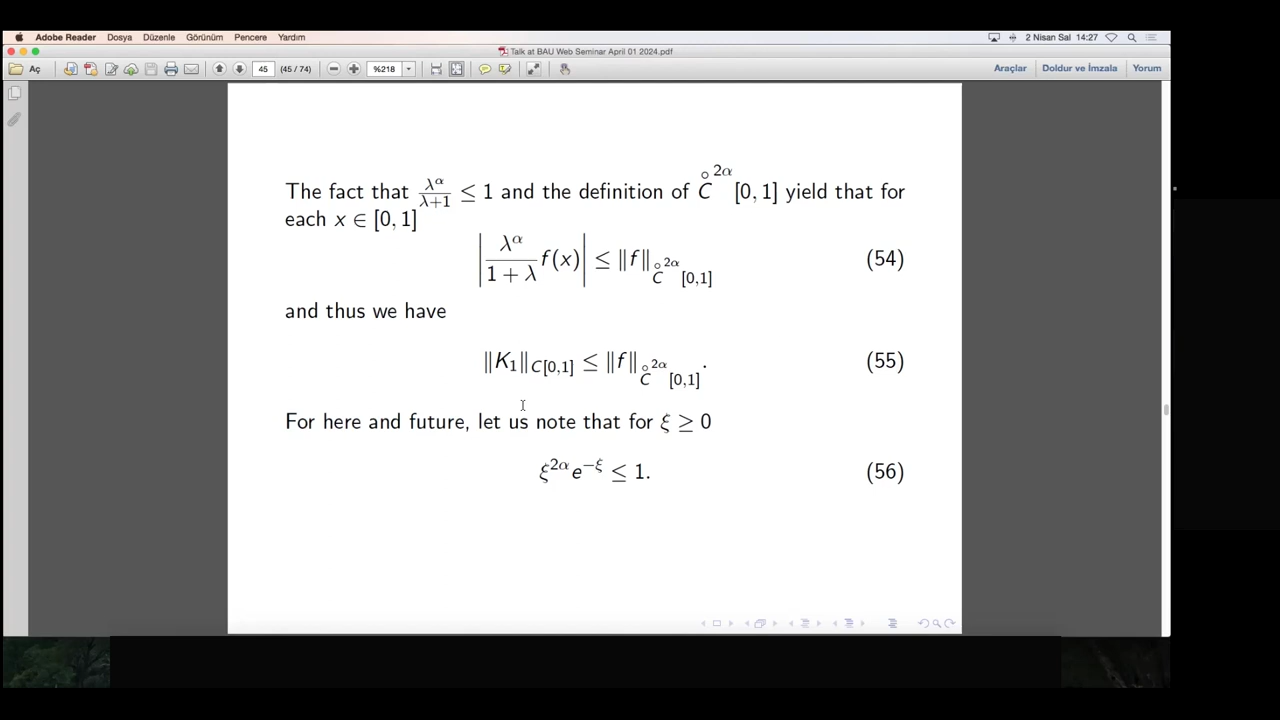 Adobe Reader Dosya Düzenle Görünüm Pencere Yardım 2 Nisan Sal 14:27
Talk at BAU Web Seminar April 01 2024.pdf
Aç 45 (45 / 74) %218 Araçlar Doldur ve İmzala Yorum
The fact that λ^α/(λ+1) ≤ 1 and the definition of C̊^{2α}[0, 1] yield that for
each x ∈ [0, 1]
|λ^α/(1 + λ) f(x)| ≤ ‖f‖_{C̊^{2α}[0,1]} (54)
and thus we have
‖K₁‖_{C[0,1]} ≤ ‖f‖_{C̊^{2α}[0,1]}. (55)
For here and future, let us note that for ξ ≥ 0
ξ^{2α}e^{−ξ} ≤ 1. (56)